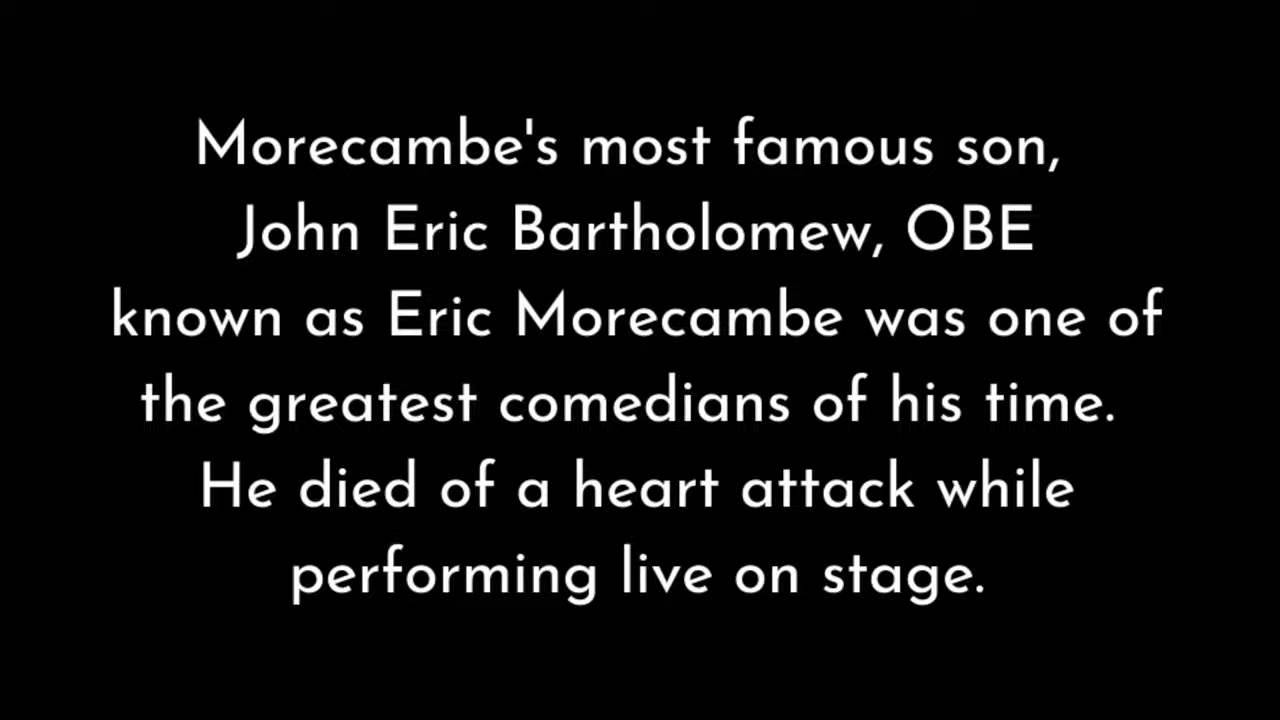 Morecambe's most famous son,
John Eric Bartholomew, OBE
known as Eric Morecambe was one of
the greatest comedians of his time.
He died of a heart attack while
performing live on stage.